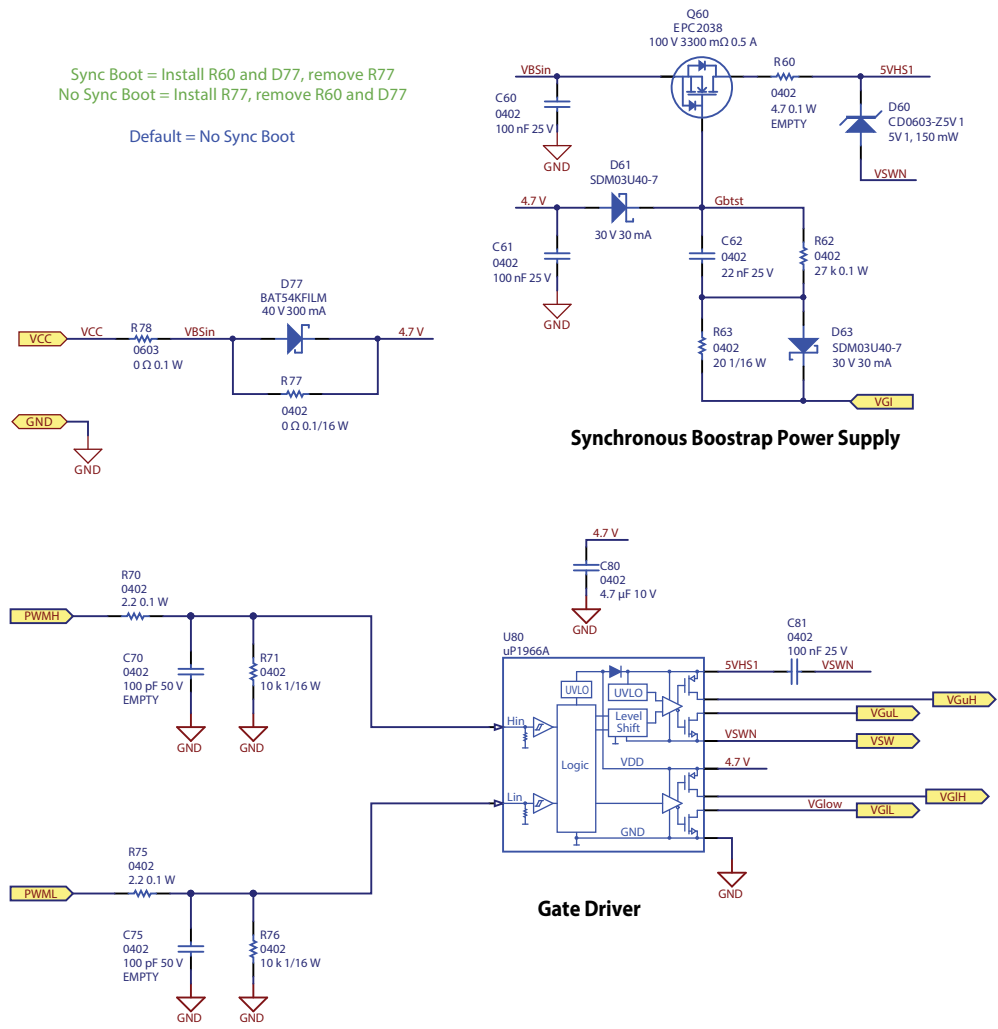 Sync Boot = Install R60 and D77, remove R77
No Sync Boot = Install R77, remove R60 and D77
Default = No Sync Boot
Q60
EPC2038
100 V 3300 mΩ 0.5 A
VBSin
C60
0402
100 nF 25 V
GND
R60
0402
4.7 0.1 W
EMPTY
5VHS1
D60
CD0603-Z5V1
5V1, 150 mW
VSWN
D61
SDM03U40-7
30 V 30 mA
4.7 V
Gbtst
C61
0402
100 nF 25 V
GND
C62
0402
22 nF 25 V
R62
0402
27 k 0.1 W
R63
0402
20 1/16 W
D63
SDM03U40-7
30 V 30 mA
VGI
Synchronous Boostrap Power Supply
D77
BAT54KFILM
40 V 300 mA
VCC
VCC
R78
0603
0 Ω 0.1 W
VBSin
4.7 V
R77
0402
0 Ω 0.1/16 W
GND
GND
4.7 V
C80
0402
4.7 µF 10 V
GND
R70
0402
2.2 0.1 W
PWMH
C70
0402
100 pF 50 V
EMPTY
GND
R71
0402
10 k 1/16 W
GND
U80
uP1966A
Hin
Lin
UVLO
UVLO
Level
Shift
Logic
VDD
GND
5VHS1
C81
0402
100 nF 25 V
VSWN
VGuH
VGuL
VSWN
VSW
4.7 V
VGlH
VGlow
VGlL
GND
Gate Driver
R75
0402
2.2 0.1 W
PWML
C75
0402
100 pF 50 V
EMPTY
GND
R76
0402
10 k 1/16 W
GND